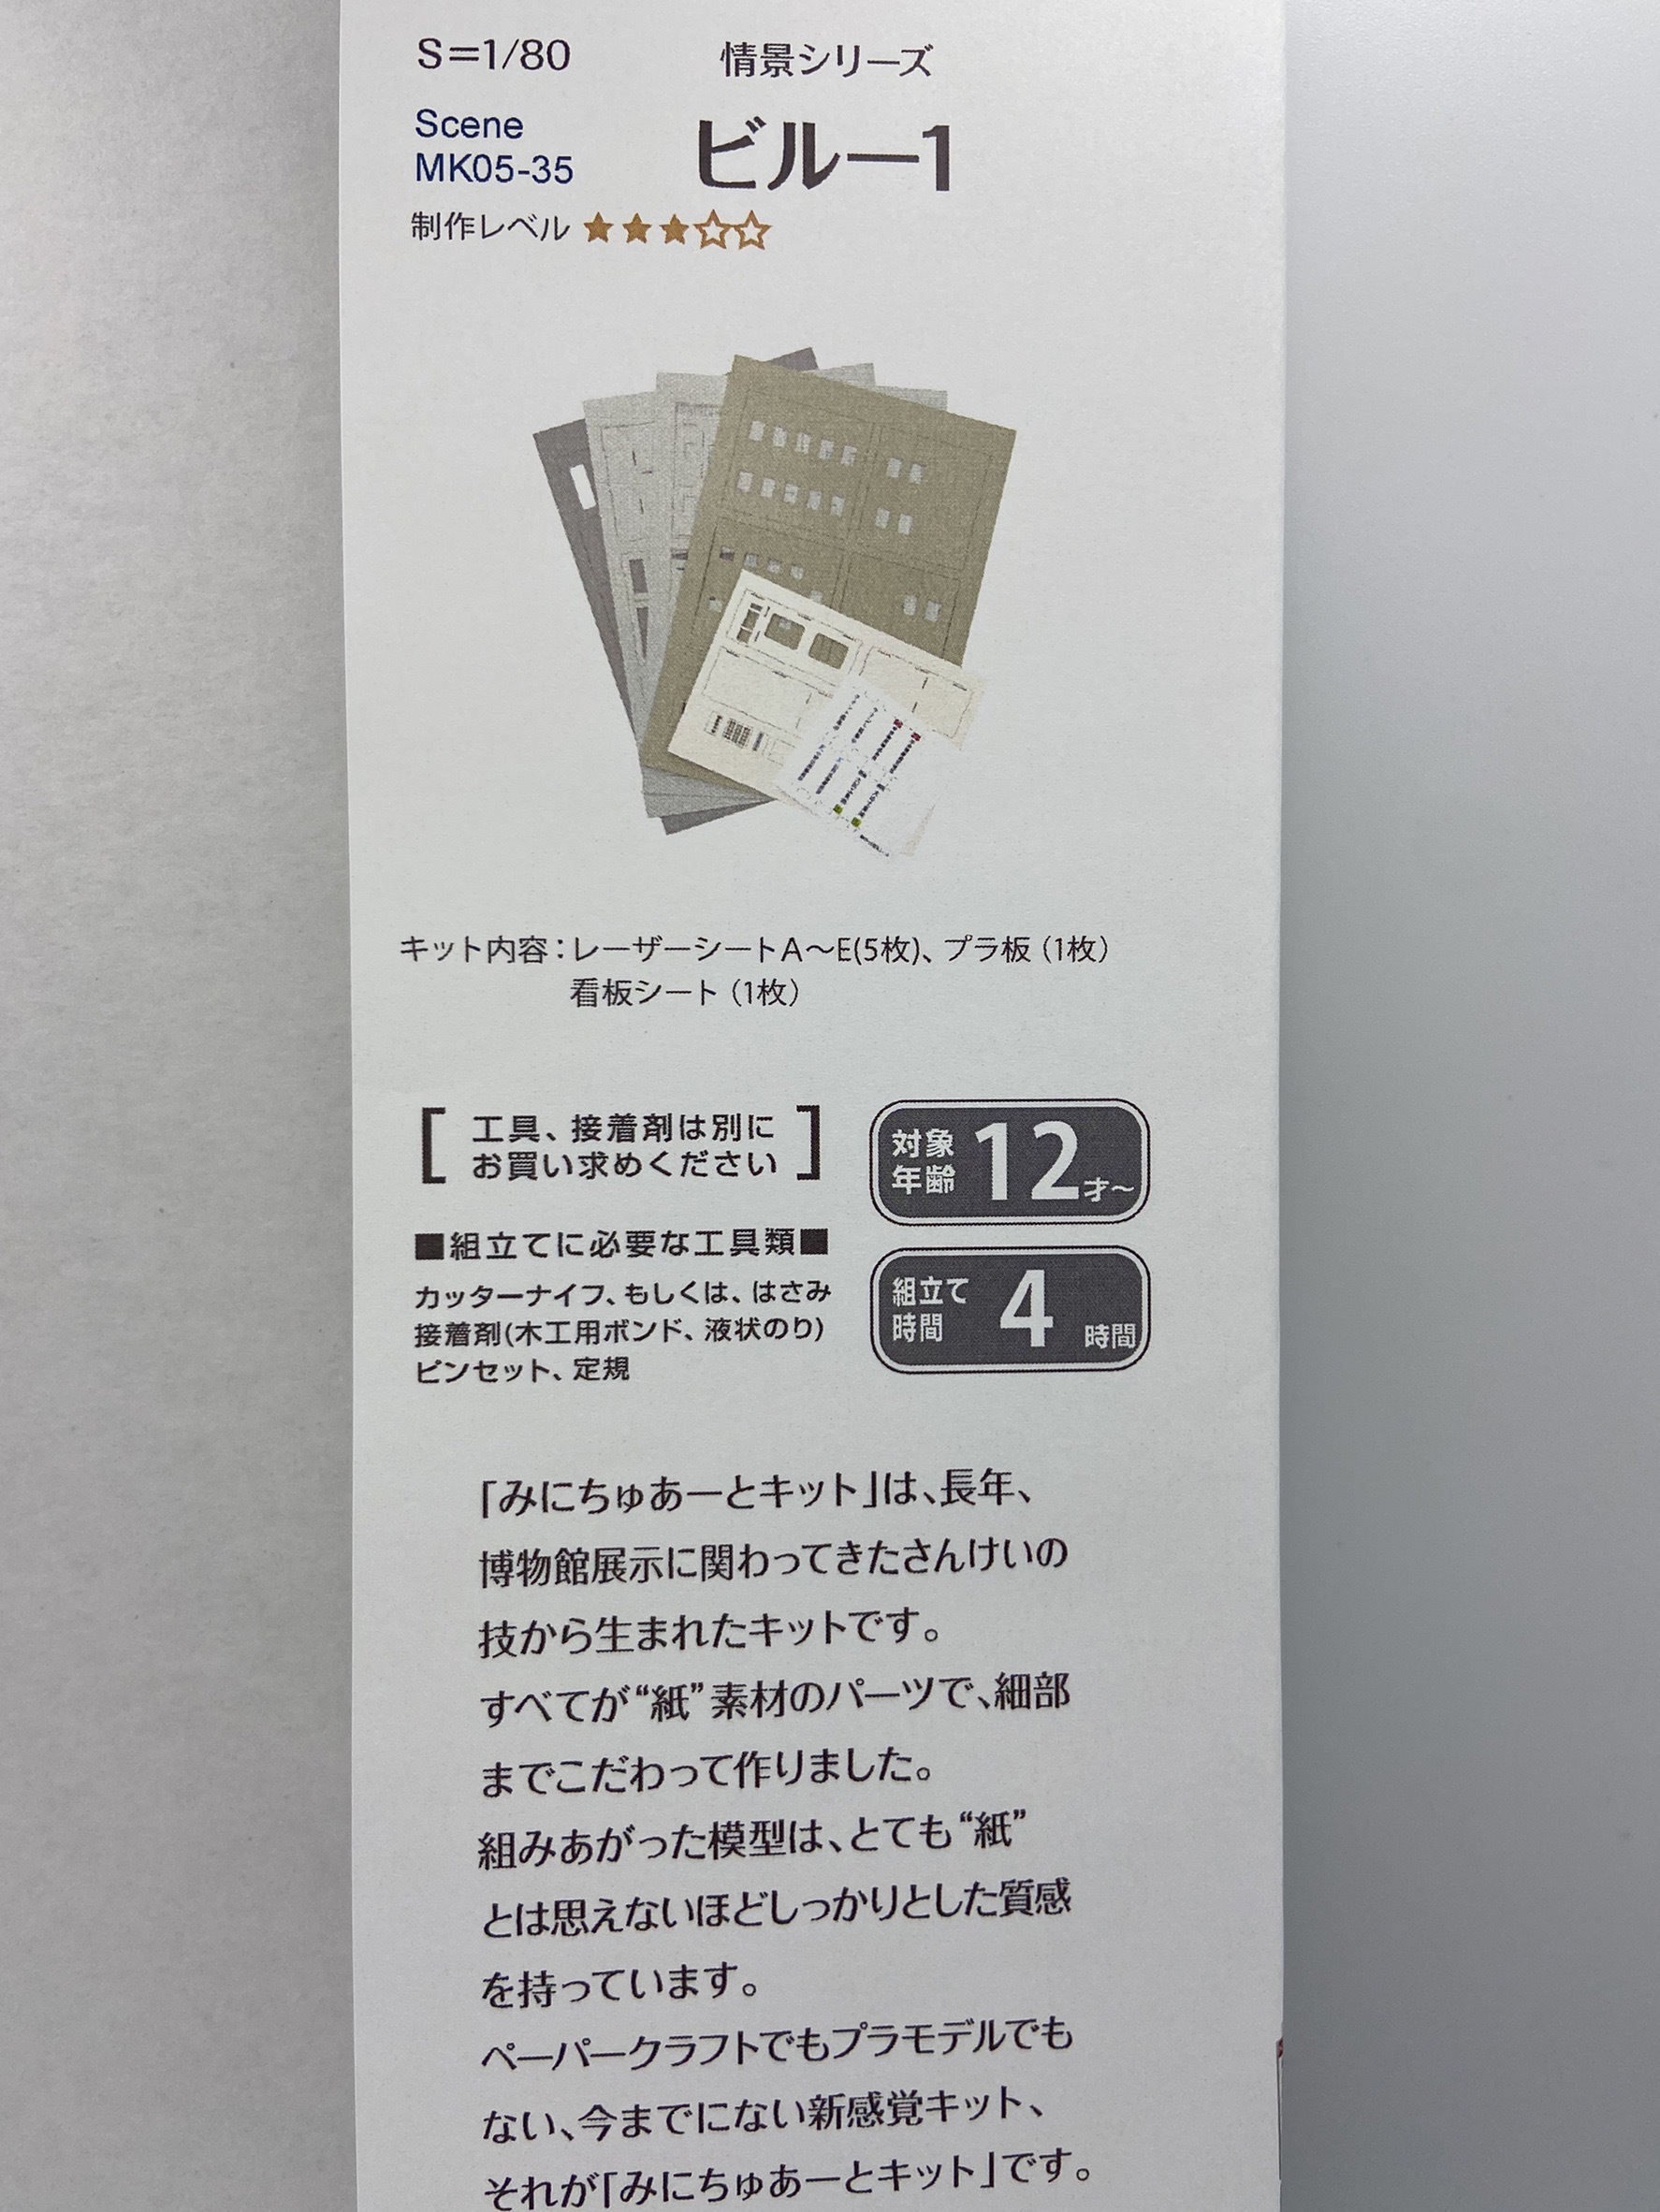 S=1/80
情景シリーズ
Scene
MK05-35
ビルー1
制作レベル ★★★☆☆
キット内容：レーザーシートA～E(5枚)、プラ板（1枚）
看板シート（1枚）
[工具、接着剤は別に
お買い求めください]
対象
年齢 12才～
■組立てに必要な工具類■
カッターナイフ、もしくは、はさみ
接着剤(木工用ボンド、液状のり)
ピンセット、定規
組立て
時間 4時間
「みにちゅあーとキット」は、長年、
博物館展示に関わってきたさんけいの
技から生まれたキットです。
すべてが“紙”素材のパーツで、細部
までこだわって作りました。
組みあがった模型は、とても“紙”
とは思えないほどしっかりとした質感
を持っています。
ペーパークラフトでもプラモデルでも
ない、今までにない新感覚キット、
それが「みにちゅあーとキット」です。